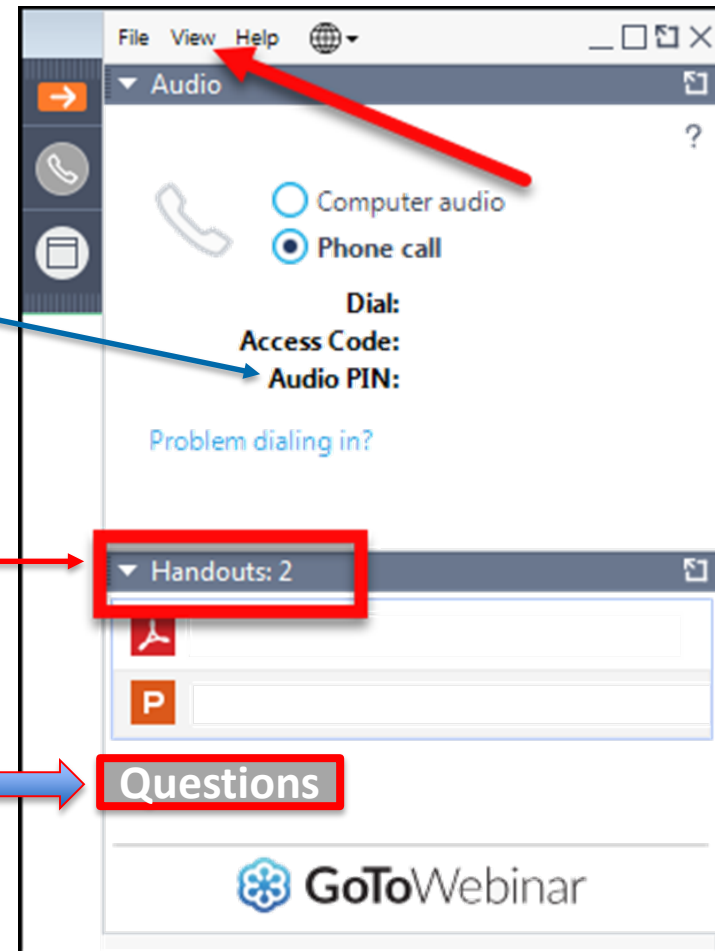 File View Help
Audio
?
Computer audio
Phone call
Dial:
Access Code:
Audio PIN:
Problem dialing in?
Handouts: 2
P
Questions
GoToWebinar